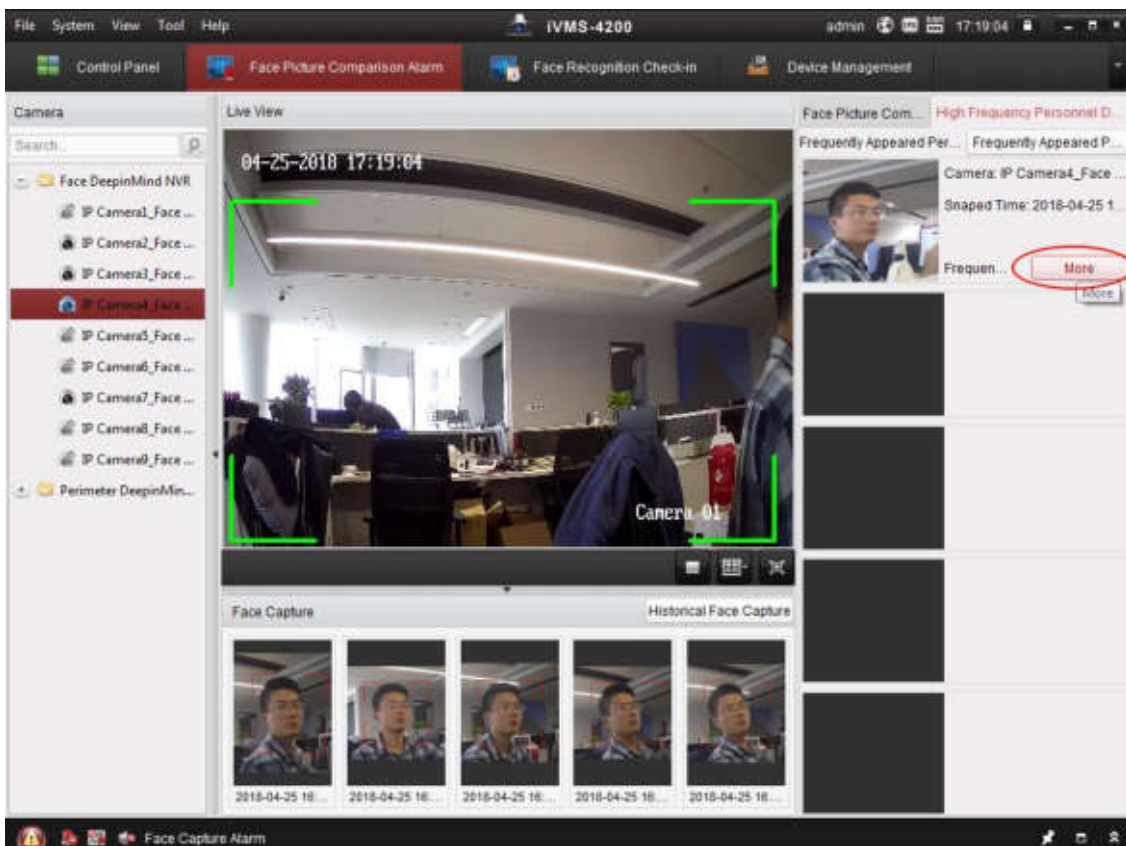 File System View Tool Help iVMS-4200 admin 17:19:04
Control Panel Face Picture Comparison Alarm Face Recognition Check-in Device Management
Camera
Search...
Face DeepinMind NVR
IP Camera1_Face ...
IP Camera2_Face ...
IP Camera3_Face ...
IP Camera4_Face ...
IP Camera5_Face ...
IP Camera6_Face ...
IP Camera7_Face ...
IP Camera8_Face ...
IP Camera9_Face ...
Perimeter DeepinMin...
Live View
04-25-2018 17:19:04
Camera 01
Face Capture Historical Face Capture
2018-04-25 16:... 2018-04-25 16:... 2018-04-25 16:... 2018-04-25 16:... 2018-04-25 16:...
Face Picture Com... High Frequency Personnel D...
Frequently Appeared Per... Frequently Appeared P...
Camera: IP Camera4_Face ...
Snaped Time: 2018-04-25 1...
Frequen... More
More
Face Capture Alarm